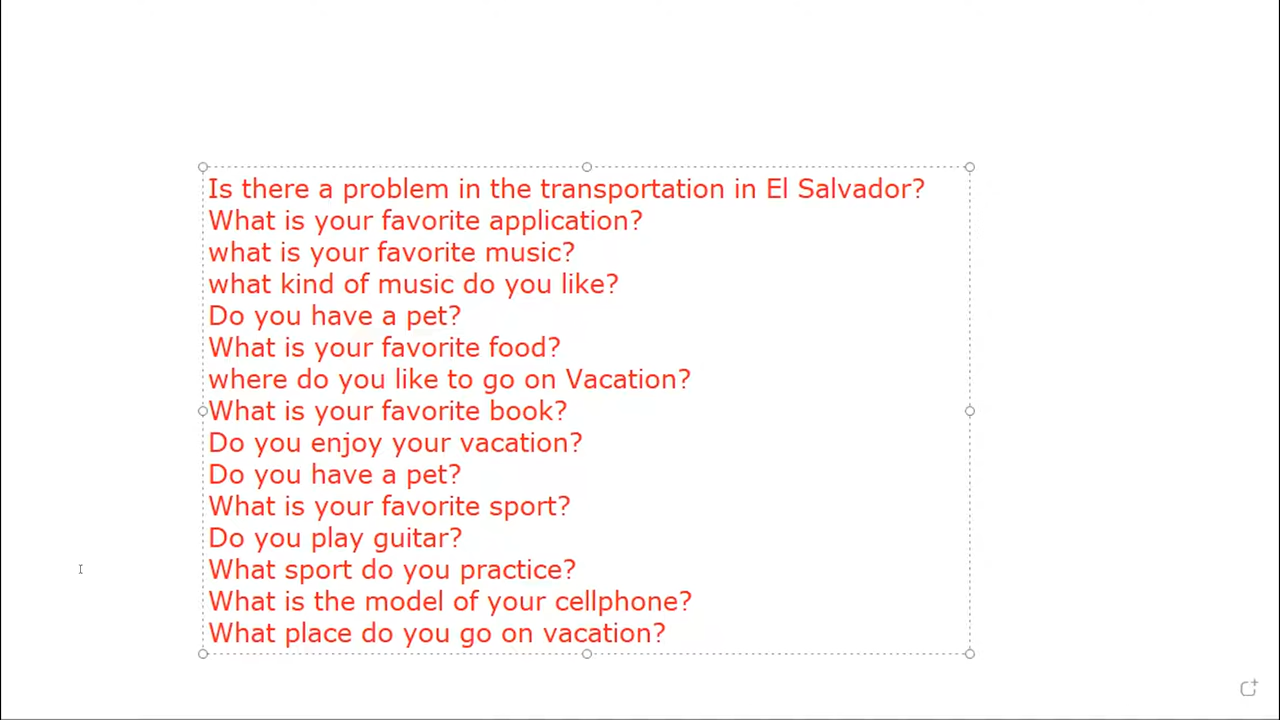 Is there a problem in the transportation in El Salvador?
What is your favorite application?
what is your favorite music?
what kind of music do you like?
Do you have a pet?
What is your favorite food?
where do you like to go on Vacation?
What is your favorite book?
Do you enjoy your vacation?
Do you have a pet?
What is your favorite sport?
Do you play guitar?
What sport do you practice?
What is the model of your cellphone?
What place do you go on vacation?